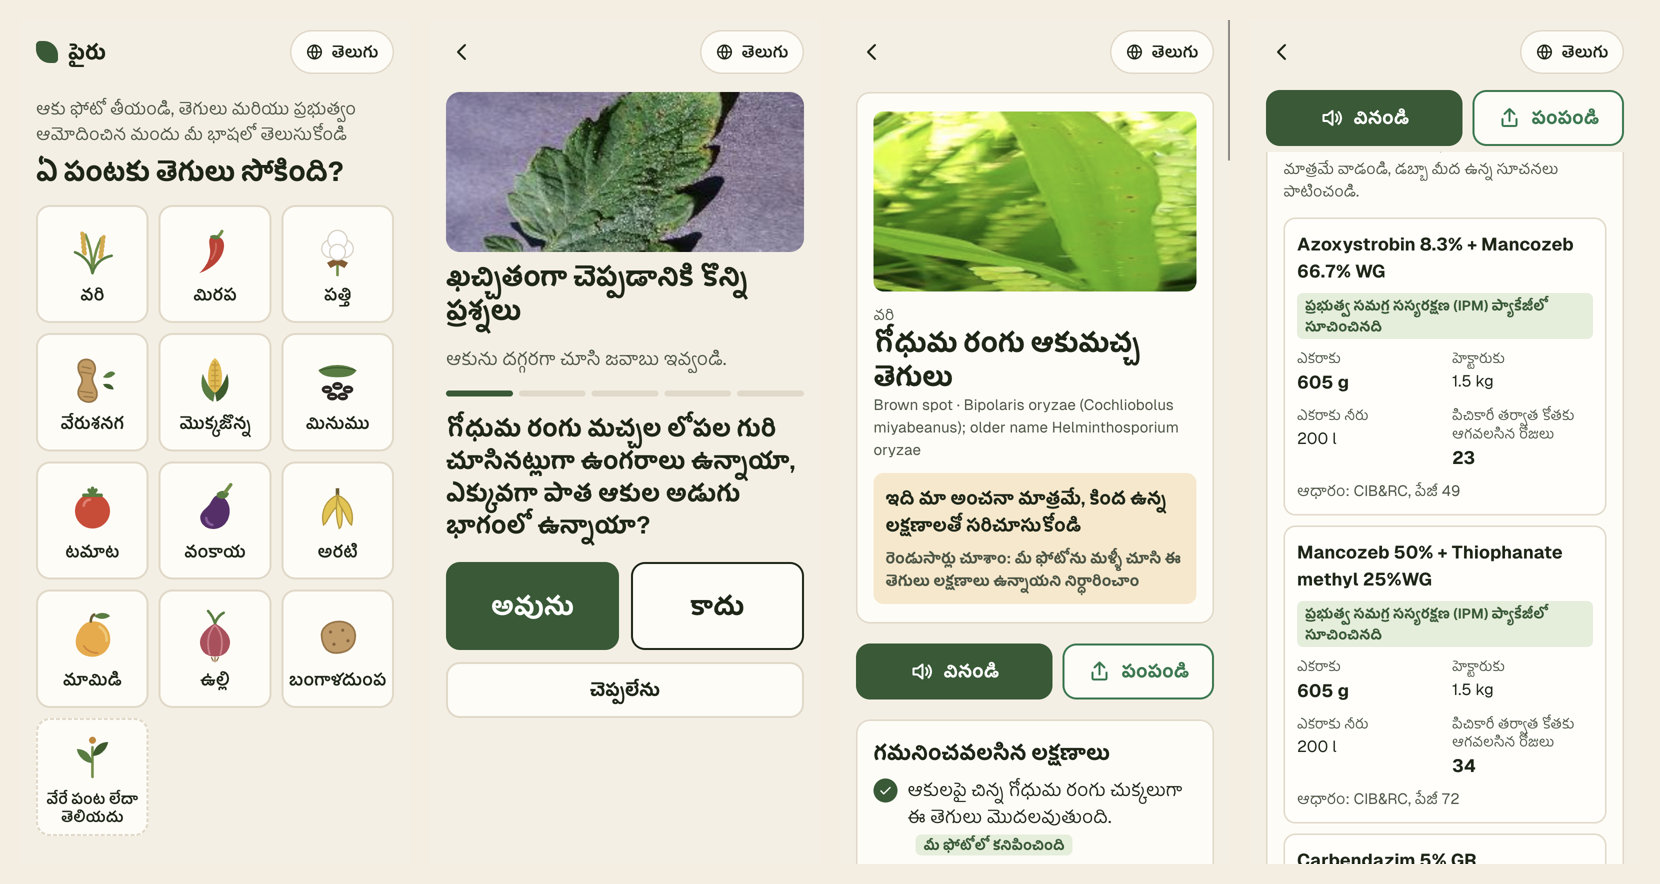 పైరు
తెలుగు
ఆకు ఫోటో తీయండి, తెగులు మరియు ప్రభుత్వం
ఆమోదించిన మందు మీ భాషలో తెలుసుకోండి
ఏ పంటకు తెగులు సోకింది?
వరి
మిరప
పత్తి
వేరుశనగ
మొక్కజొన్న
మినుము
టమాట
వంకాయ
అరటి
మామిడి
ఉల్లి
బంగాళదుంప
వేరే పంట లేదా
తెలియదు
తెలుగు
ఖచ్చితంగా చెప్పడానికి కొన్ని
ప్రశ్నలు
ఆకును దగ్గరగా చూసి జవాబు ఇవ్వండి.
గోధుమ రంగు మచ్చల లోపల గురి
చూసినట్లుగా ఉంగరాలు ఉన్నాయా,
ఎక్కువగా పాత ఆకుల అడుగు
భాగంలో ఉన్నాయా?
అవును
కాదు
చెప్పలేను
తెలుగు
వరి
గోధుమ రంగు ఆకుమచ్చ
తెగులు
Brown spot · Bipolaris oryzae (Cochliobolus
miyabeanus); older name Helminthosporium
oryzae
ఇది మా అంచనా మాత్రమే, కింద ఉన్న
లక్షణాలతో సరిచూసుకోండి
రెండుసార్లు చూశాం: మీ ఫోటోను మళ్ళీ చూసి ఈ
తెగులు లక్షణాలు ఉన్నాయని నిర్ధారించాం
వినండి
పంపండి
గమనించవలసిన లక్షణాలు
ఆకులపై చిన్న గోధుమ రంగు చుక్కలుగా
ఈ తెగులు మొదలవుతుంది.
మీ ఫోటోలో కనిపించింది
తెలుగు
వినండి
పంపండి
మాత్రమే వాడండి, డబ్బా మీద ఉన్న సూచనలు
పాటించండి.
Azoxystrobin 8.3% + Mancozeb
66.7% WG
ప్రభుత్వ సమగ్ర సస్యరక్షణ (IPM) ప్యాకేజీలో
సూచించినది
ఎకరాకు
605 g
హెక్టారుకు
1.5 kg
ఎకరాకు నీరు
200 l
పిచికారీ తర్వాత కోతకు
ఆగవలసిన రోజులు
23
ఆధారం: CIB&RC, పేజీ 49
Mancozeb 50% + Thiophanate
methyl 25%WG
ప్రభుత్వ సమగ్ర సస్యరక్షణ (IPM) ప్యాకేజీలో
సూచించినది
ఎకరాకు
605 g
హెక్టారుకు
1.5 kg
ఎకరాకు నీరు
200 l
పిచికారీ తర్వాత కోతకు
ఆగవలసిన రోజులు
34
ఆధారం: CIB&RC, పేజీ 72
Carbendazim 5% GR